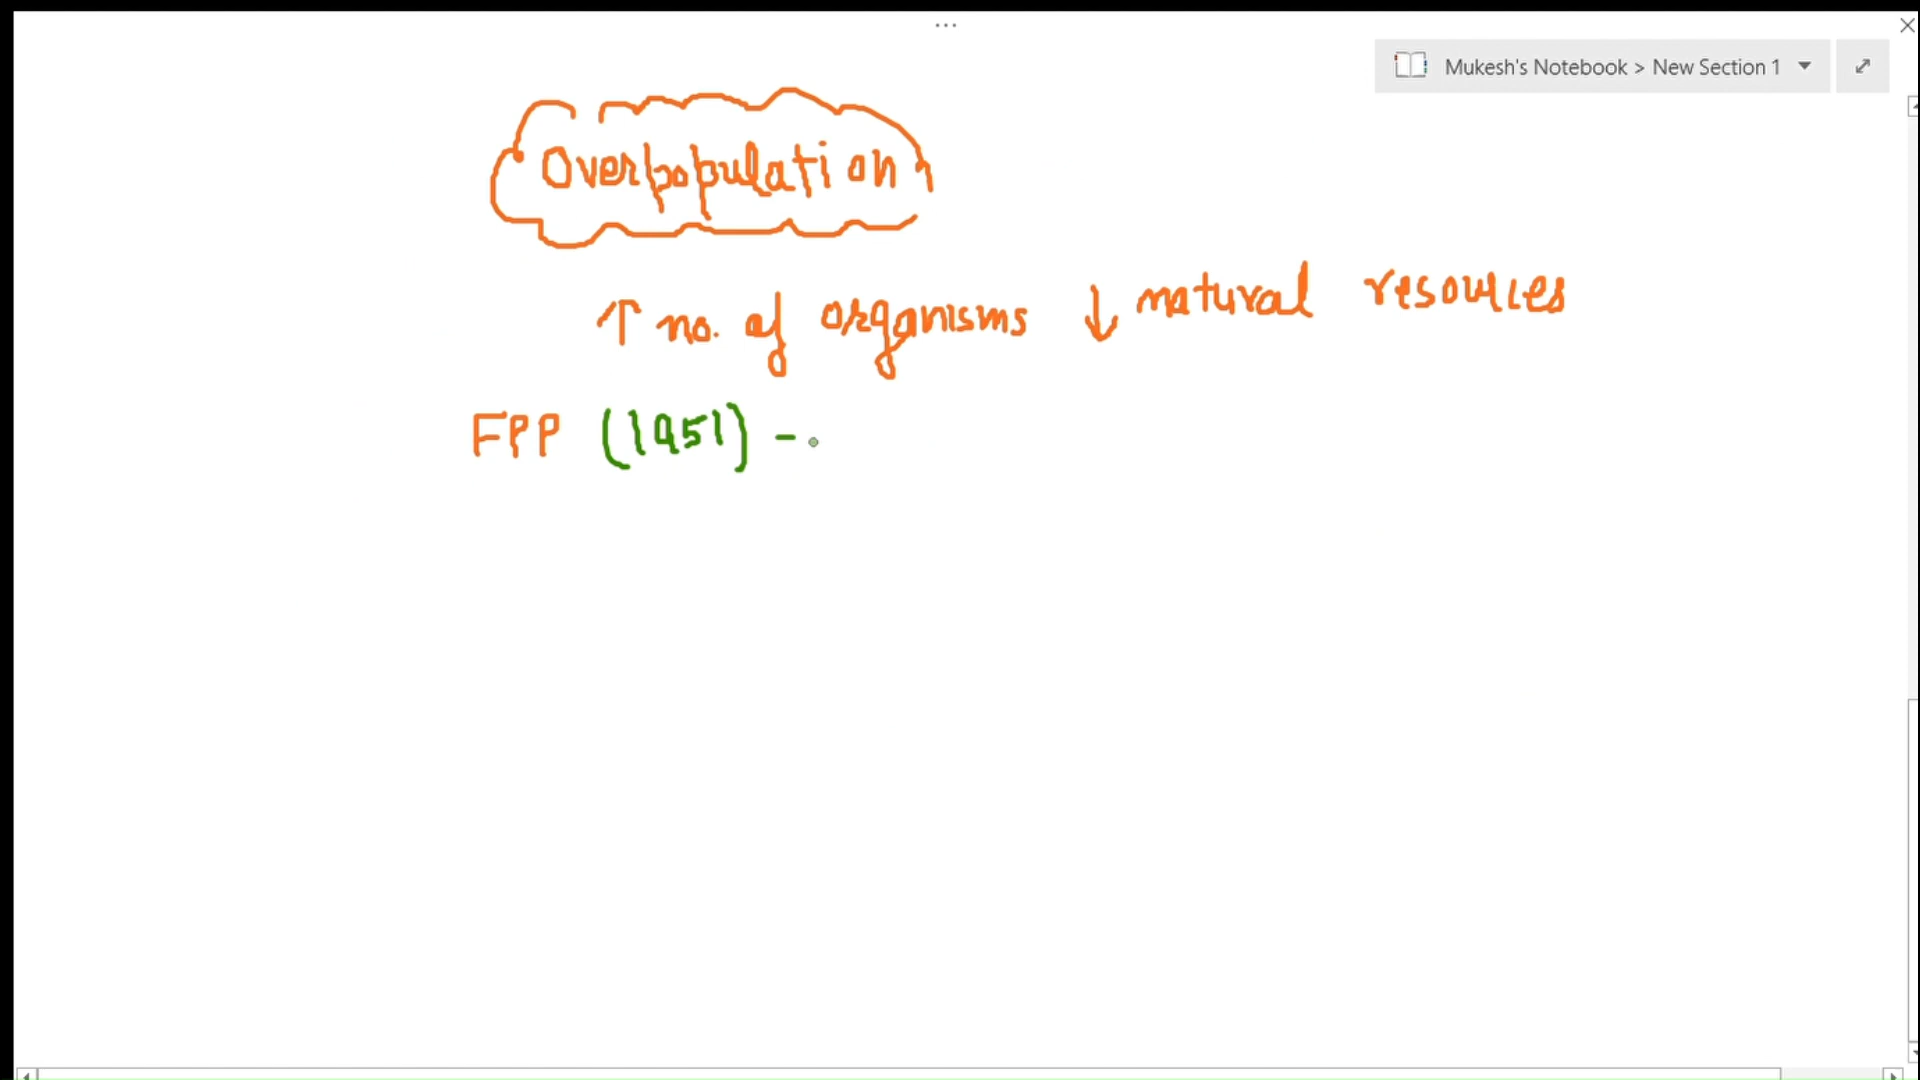 ...
Mukesh's Notebook > New Section 1
Overpopulation
↑ no. of organisms ↓ natural resources
FPP (1951) -